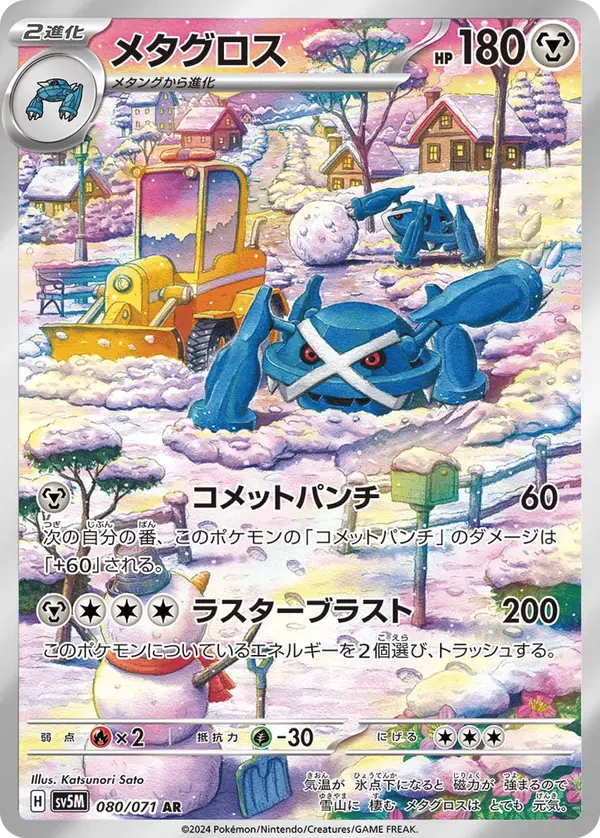 2進化
メタグロス
HP 180
メタングから進化
コメットパンチ 60
次の自分の番、このポケモンの「コメットパンチ」のダメージは
「+60」される。
ラスターブラスト 200
このポケモンについているエネルギーを2個選び、トラッシュする。
弱点 ×2 抵抗力 -30 にげる
Illus. Katsunori Sato
H sv5M 080/071 AR
気温が 氷点下になると 磁力が 強まるので
雪山に 棲む メタグロスは とても 元気。
©2024 Pokémon/Nintendo/Creatures/GAME FREAK.